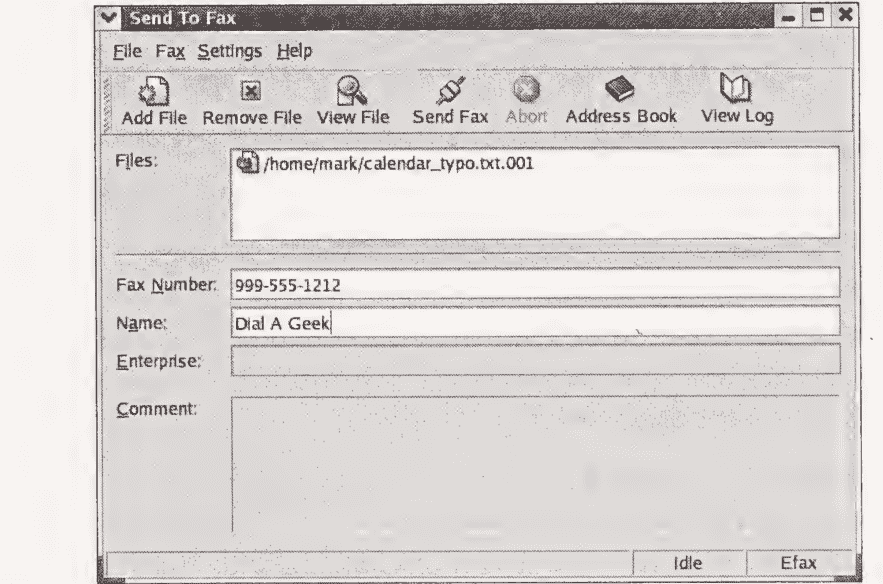 Send To Fax
File Fax Settings Help
Add File Remove File View File Send Fax Abort Address Book View Log
Files:
/home/mark/calendar_typo.txt.001
Fax Number: 999-555-1212
Name: Dial A Geek
Enterprise:
Comment:
Idle Efax